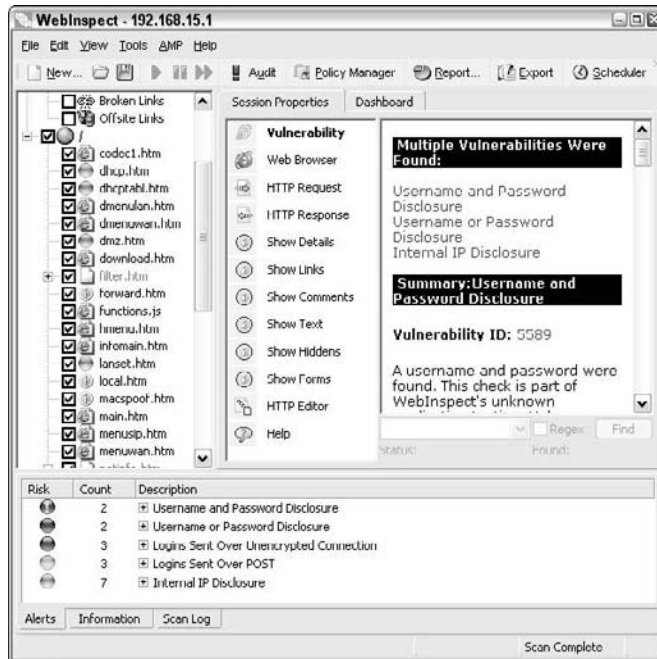 WebInspect - 192.168.15.1
File Edit View Tools AMP Help
New... Audit Policy Manager Report... Export Scheduler
Broken Links
Offsite Links
/
codec1.htm
dhcp.htm
dhcptabl.htm
dmenulan.htm
dmenuwan.htm
dmz.htm
download.htm
filter.htm
forward.htm
functions.js
hmenu.htm
infomain.htm
lanset.htm
local.htm
macspoof.htm
main.htm
menusip.htm
menuwan.htm
Session Properties Dashboard
Vulnerability
Web Browser
HTTP Request
HTTP Response
Show Details
Show Links
Show Comments
Show Text
Show Hiddens
Show Forms
HTTP Editor
Help
Multiple Vulnerabilities Were
Found:
Username and Password
Disclosure
Username or Password
Disclosure
Internal IP Disclosure
Summary:Username and
Password Disclosure
Vulnerability ID: 5589
A username and password were
found. This check is part of
WebInspect's unknown
Regex Find
Status: Found:
Risk Count Description
2 Username and Password Disclosure
2 Username or Password Disclosure
3 Logins Sent Over Unencrypted Connection
3 Logins Sent Over POST
7 Internal IP Disclosure
Alerts Information Scan Log
Scan Complete